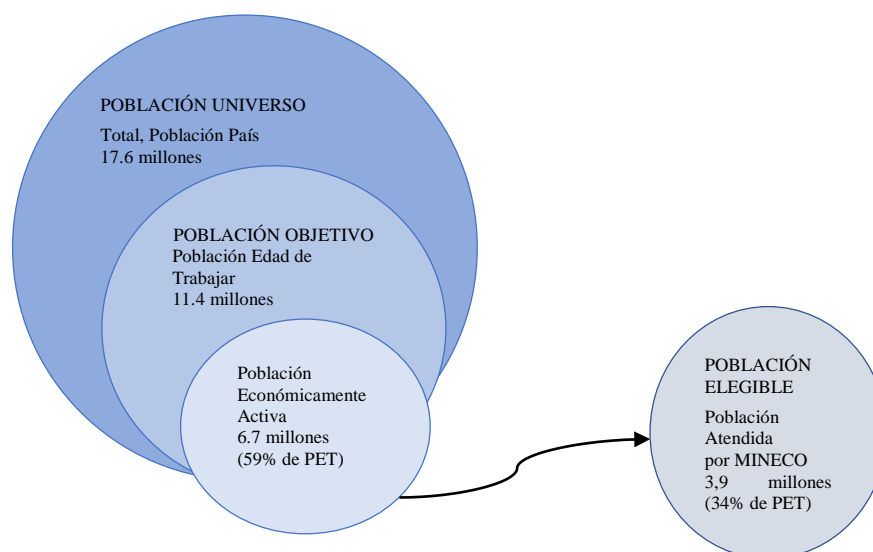 POBLACIÓN UNIVERSO
Total, Población País
17.6 millones
POBLACIÓN OBJETIVO
Población Edad de
Trabajar
11.4 millones
Población
Económicamente
Activa
6.7 millones
(59% de PET)
POBLACIÓN
ELEGIBLE
Población
Atendida
por MINECO
3,9 millones
(34% de PET)